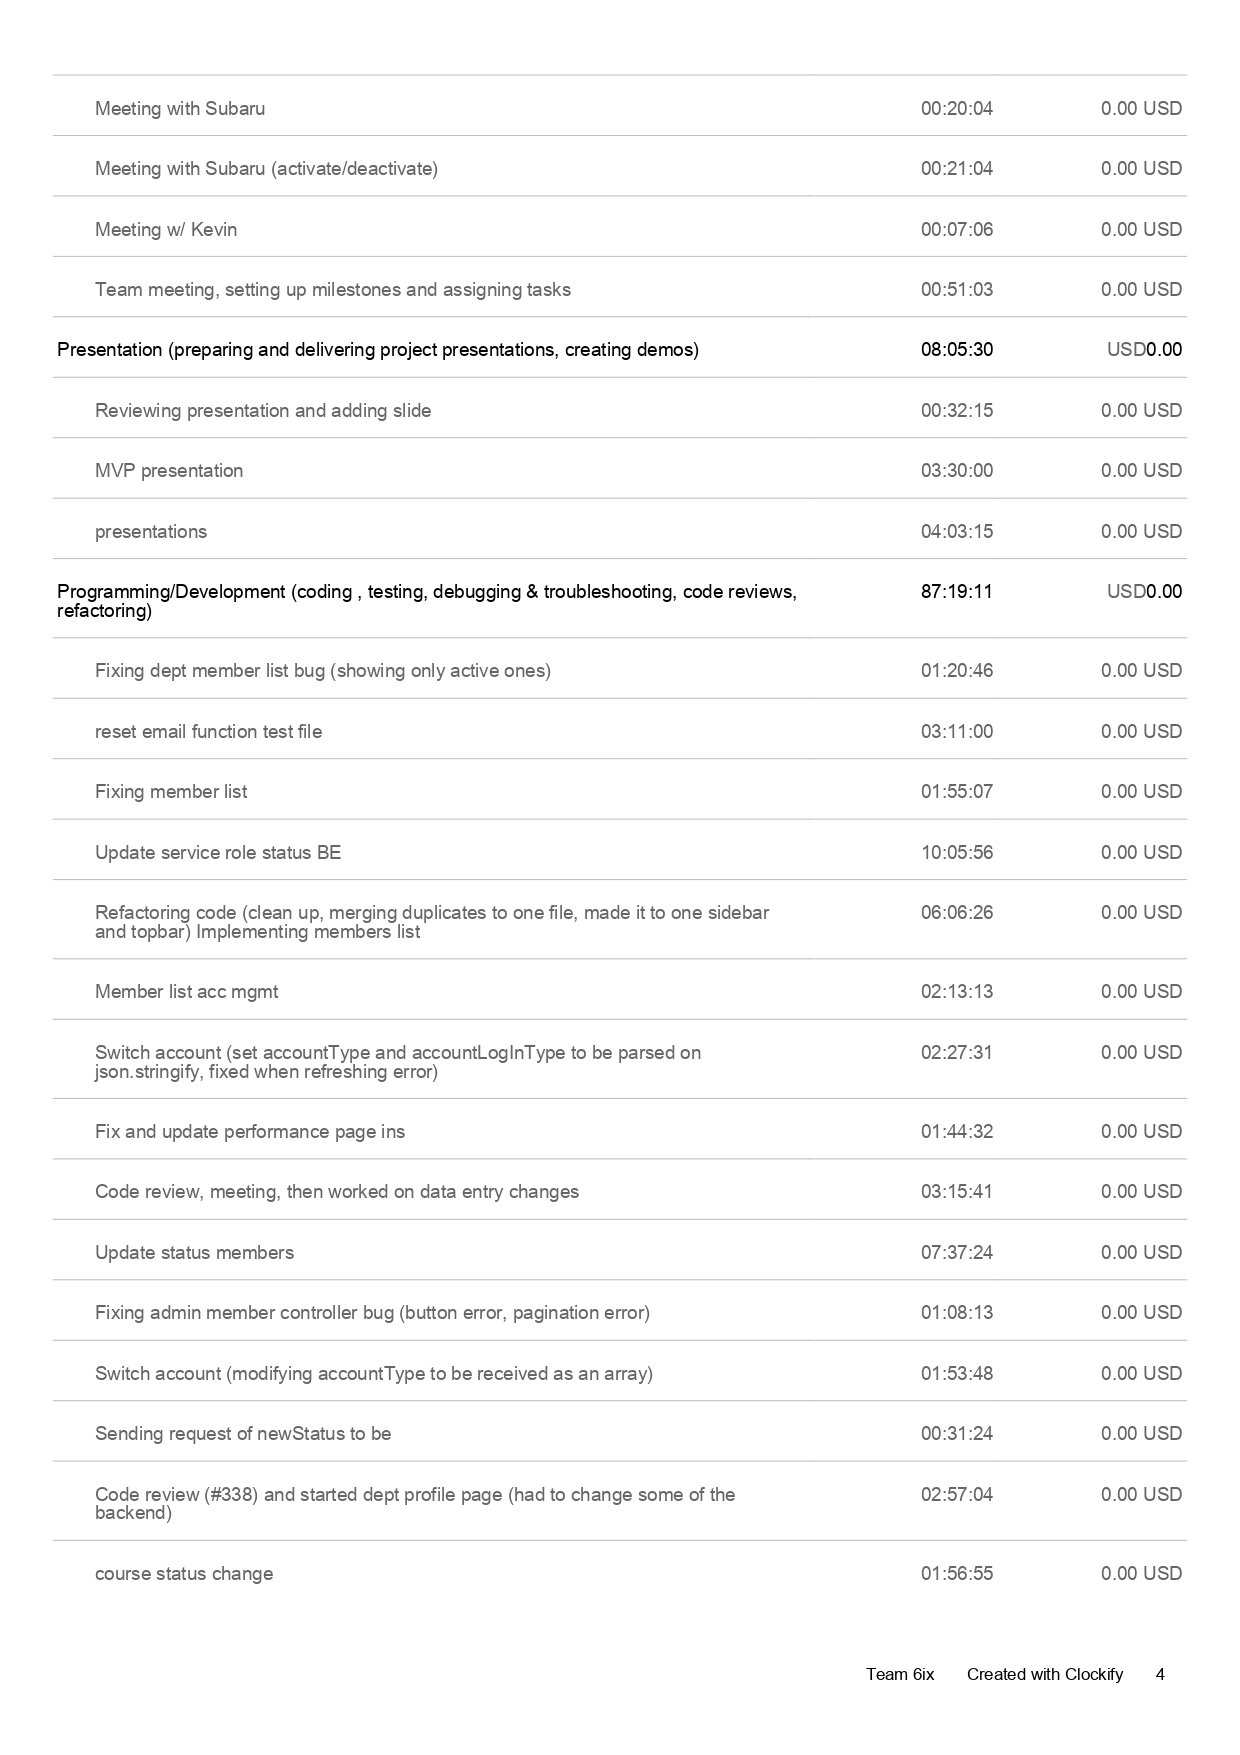 Meeting with Subaru 00:20:04 0.00 USD
Meeting with Subaru (activate/deactivate) 00:21:04 0.00 USD
Meeting w/ Kevin 00:07:06 0.00 USD
Team meeting, setting up milestones and assigning tasks 00:51:03 0.00 USD
Presentation (preparing and delivering project presentations, creating demos) 08:05:30 USD0.00
Reviewing presentation and adding slide 00:32:15 0.00 USD
MVP presentation 03:30:00 0.00 USD
presentations 04:03:15 0.00 USD
Programming/Development (coding , testing, debugging & troubleshooting, code reviews, 87:19:11 USD0.00
refactoring)
Fixing dept member list bug (showing only active ones) 01:20:46 0.00 USD
reset email function test file 03:11:00 0.00 USD
Fixing member list 01:55:07 0.00 USD
Update service role status BE 10:05:56 0.00 USD
Refactoring code (clean up, merging duplicates to one file, made it to one sidebar 06:06:26 0.00 USD
and topbar) Implementing members list
Member list acc mgmt 02:13:13 0.00 USD
Switch account (set accountType and accountLogInType to be parsed on 02:27:31 0.00 USD
json.stringify, fixed when refreshing error)
Fix and update performance page ins 01:44:32 0.00 USD
Code review, meeting, then worked on data entry changes 03:15:41 0.00 USD
Update status members 07:37:24 0.00 USD
Fixing admin member controller bug (button error, pagination error) 01:08:13 0.00 USD
Switch account (modifying accountType to be received as an array) 01:53:48 0.00 USD
Sending request of newStatus to be 00:31:24 0.00 USD
Code review (#338) and started dept profile page (had to change some of the 02:57:04 0.00 USD
backend)
course status change 01:56:55 0.00 USD
Team 6ix Created with Clockify 4